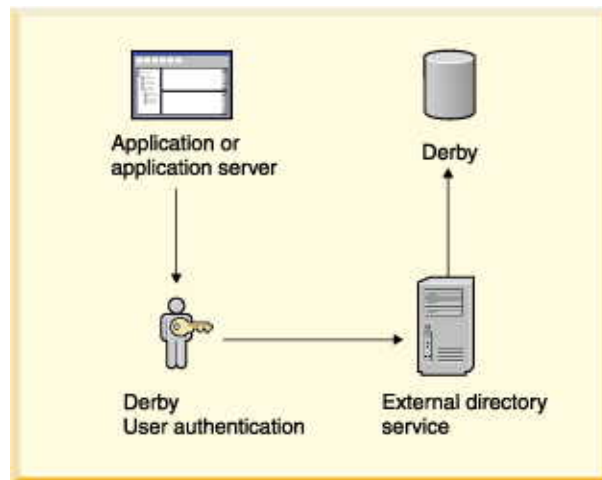 Application or
application server
Derby
Derby
User authentication
External directory
service